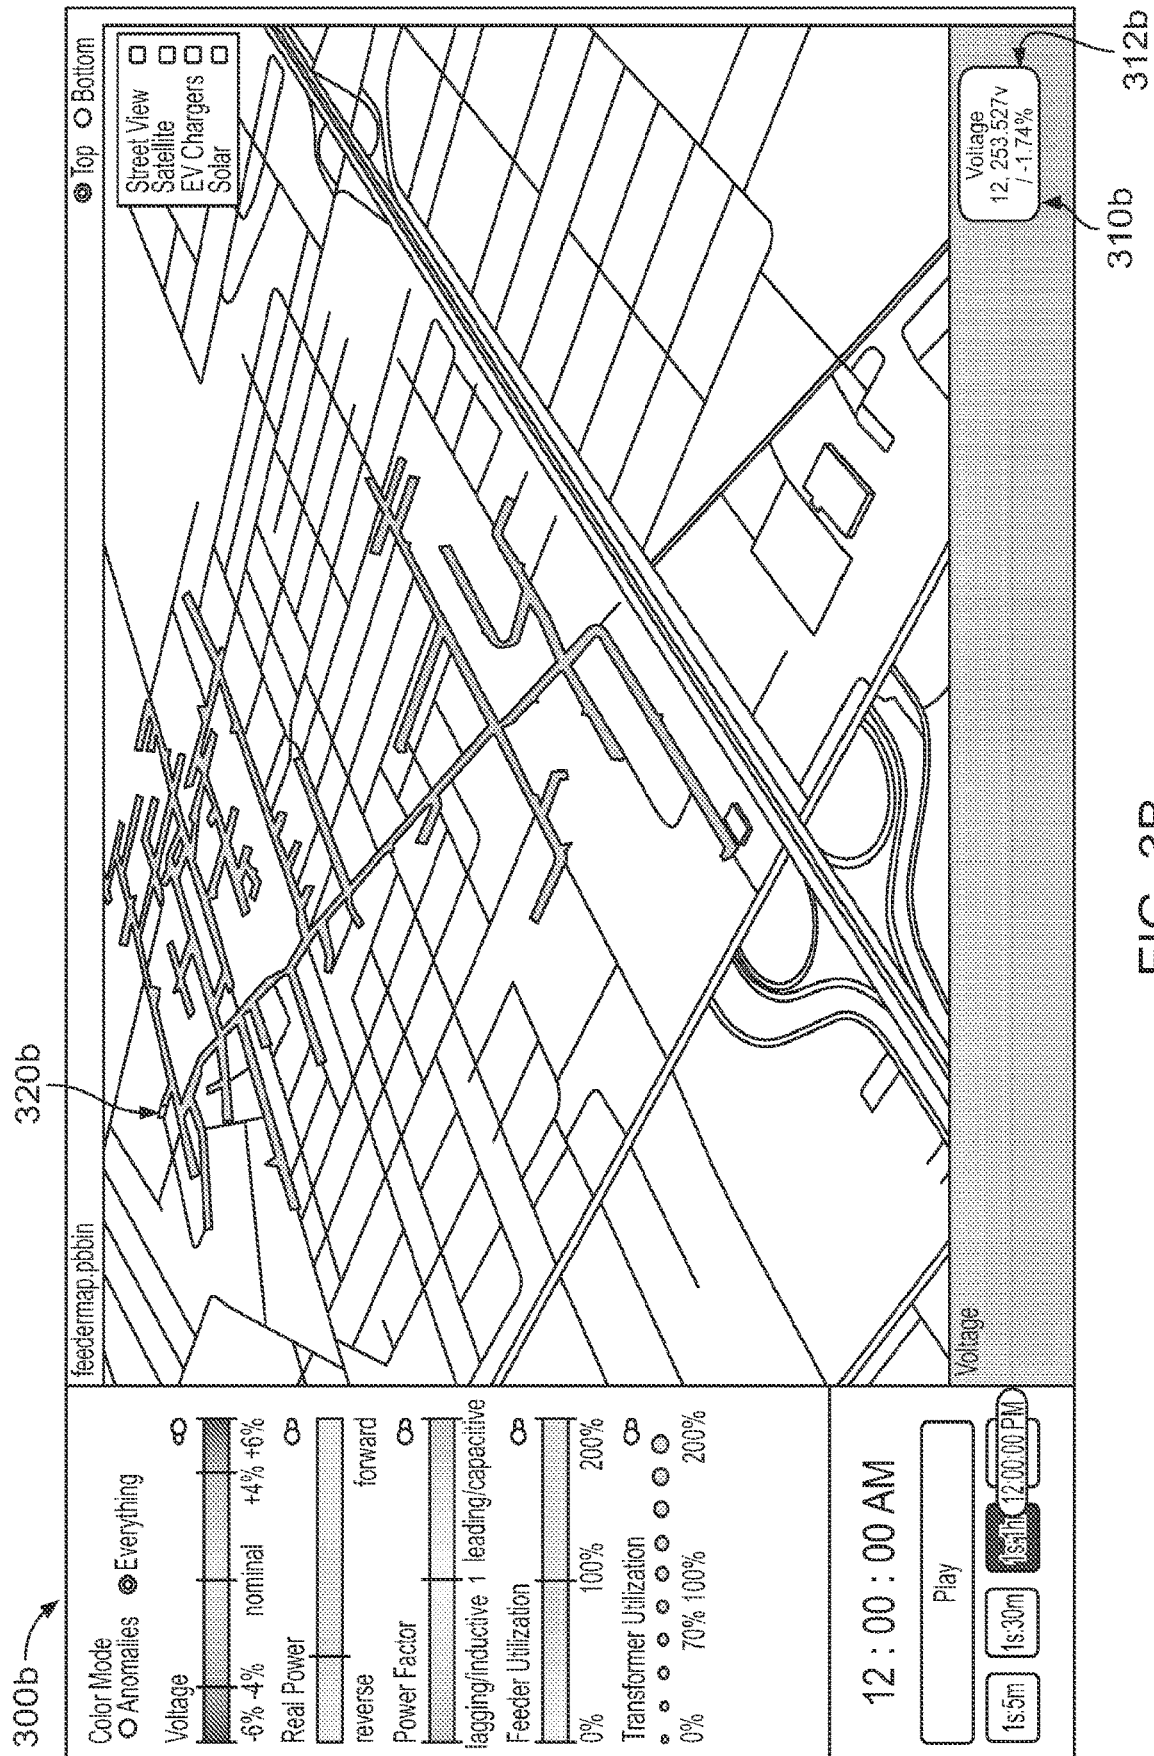 300b
320b
feedermap.pbbin
Top Bottom
Street View
Satellite
EV Chargers
Solar
Color Mode
Anomalies Everything
Voltage
-6% -4% nominal +4% +6%
Real Power
reverse forward
Power Factor
lagging/inductive 1 leading/capacitive
Feeder Utilization
0% 100% 200%
Transformer Utilization
0% 70% 100% 200%
12 : 00 : 00 AM
Play
1s:5m 1s:30m 1s:1h 12:00:00 PM
Voltage
Voltage
12, 253.527v
/ -1.74%
310b
312b
FIG. 3B